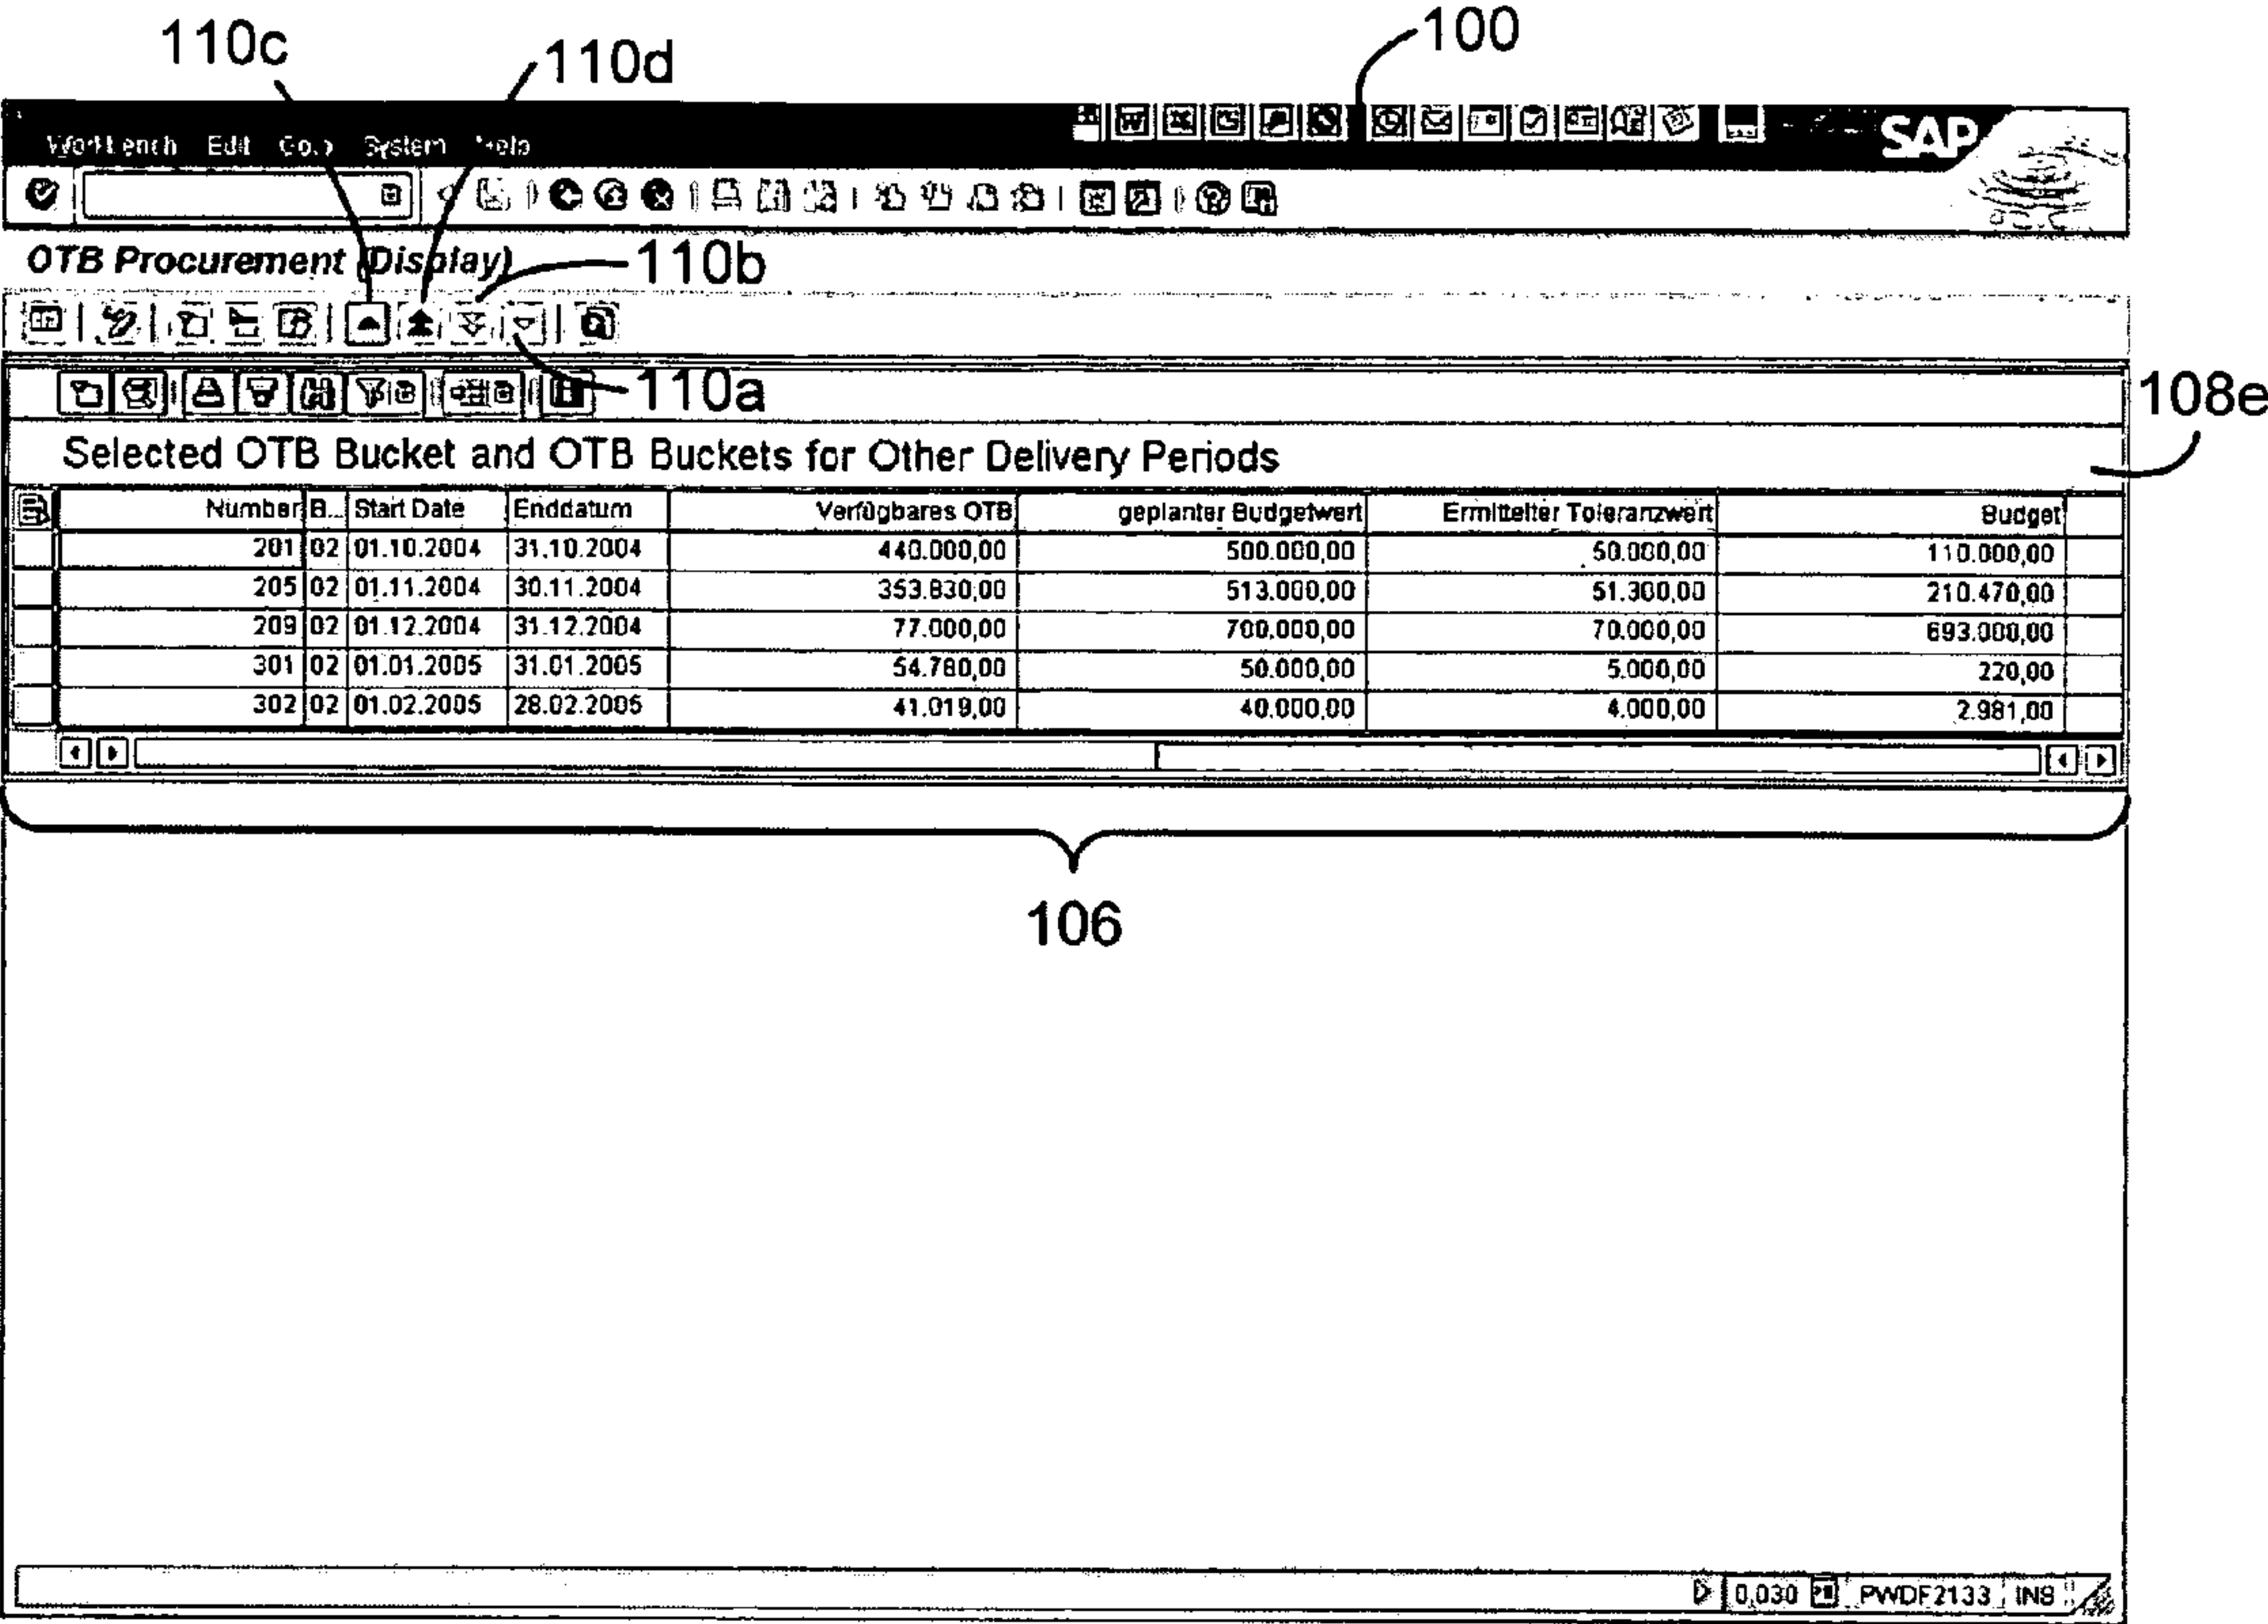 110c
110d
100
Workbench Edit Goto System Help
SAP
OTB Procurement (Display)
110b
110a
108e
Selected OTB Bucket and OTB Buckets for Other Delivery Periods
Number B... Start Date Enddatum Verfügbares OTB geplanter Budgetwert Ermittelter Toleranzwert Budget
201 02 01.10.2004 31.10.2004 440.000,00 500.000,00 50.000,00 110.000,00
205 02 01.11.2004 30.11.2004 353.830,00 513.000,00 51.300,00 210.470,00
209 02 01.12.2004 31.12.2004 77.000,00 700.000,00 70.000,00 693.000,00
301 02 01.01.2005 31.01.2005 54.780,00 50.000,00 5.000,00 220,00
302 02 01.02.2005 28.02.2005 41.019,00 40.000,00 4.000,00 2.981,00
106
0,030 PWDF2133 INS